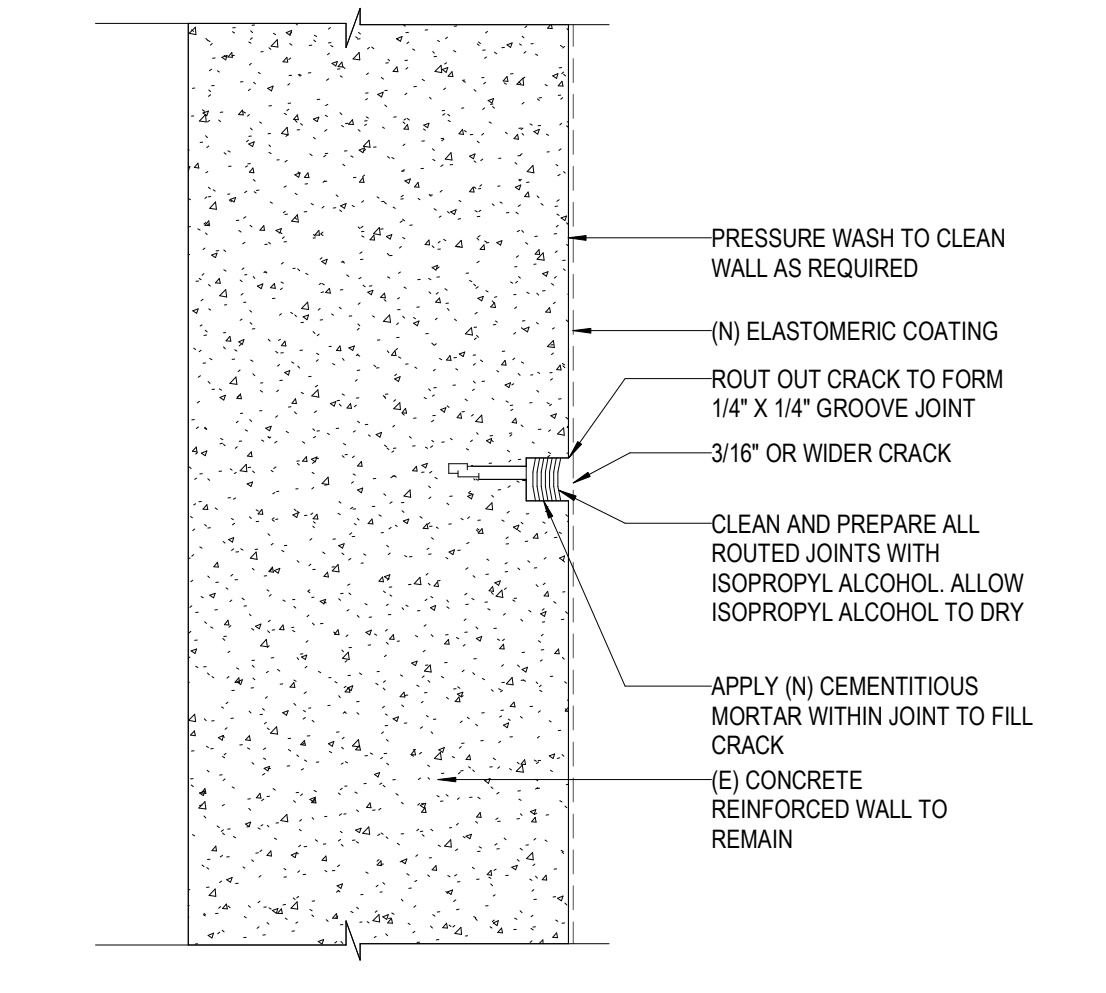 PRESSURE WASH TO CLEAN
WALL AS REQUIRED
(N) ELASTOMERIC COATING
ROUT OUT CRACK TO FORM
1/4" X 1/4" GROOVE JOINT
3/16" OR WIDER CRACK
CLEAN AND PREPARE ALL
ROUTED JOINTS WITH
ISOPROPYL ALCOHOL. ALLOW
ISOPROPYL ALCOHOL TO DRY
APPLY (N) CEMENTITIOUS
MORTAR WITHIN JOINT TO FILL
CRACK
(E) CONCRETE
REINFORCED WALL TO
REMAIN